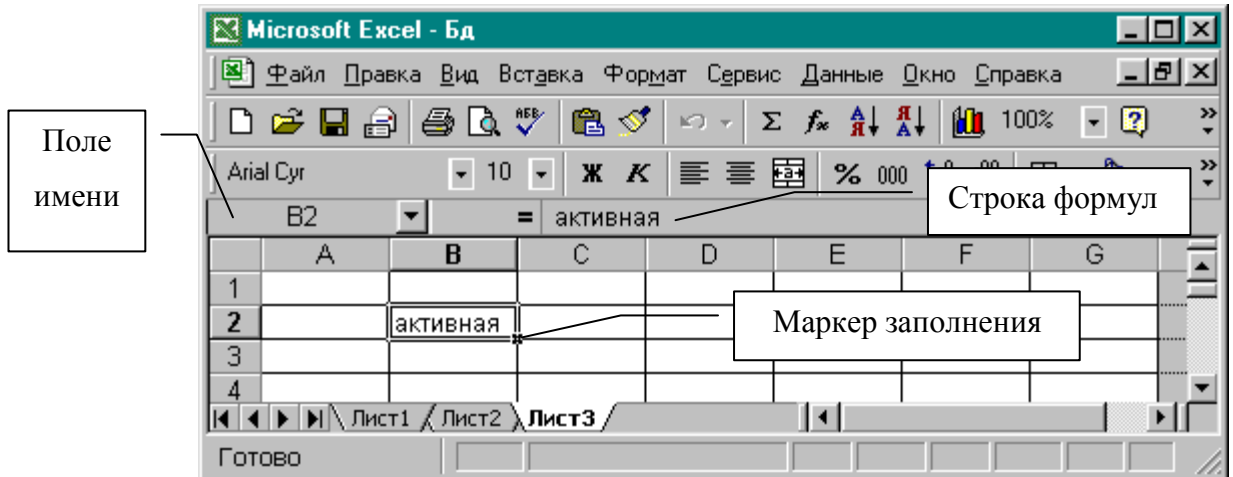 Microsoft Excel - Бд
Файл Правка Вид Вставка Формат Сервис Данные Окно Справка
100%
Arial Cyr 10 Ж К % 000
Поле
имени
B2 = активная
Строка формул
A B C D E F G
1
2 активная
Маркер заполнения
3
4
Лист1 Лист2 Лист3
Готово